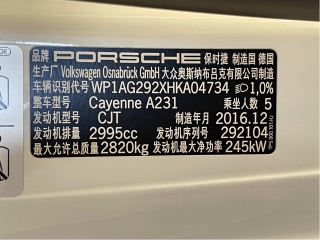 品牌 PORSCHE 保时捷 制造国 德国
生产厂 Volkswagen Osnabrück GmbH 大众奥斯纳布吕克有限公司制造
车辆识别代号 WP1AG292XHKA04734 1,0%
整车型号 Cayenne A231 乘坐人数 5
发动机型号 CJT 制造年月 2016.12
发动机排量 2995cc 发动机序列号 292104
最大允许总质量 2820kg 发动机最大净功率 245kW